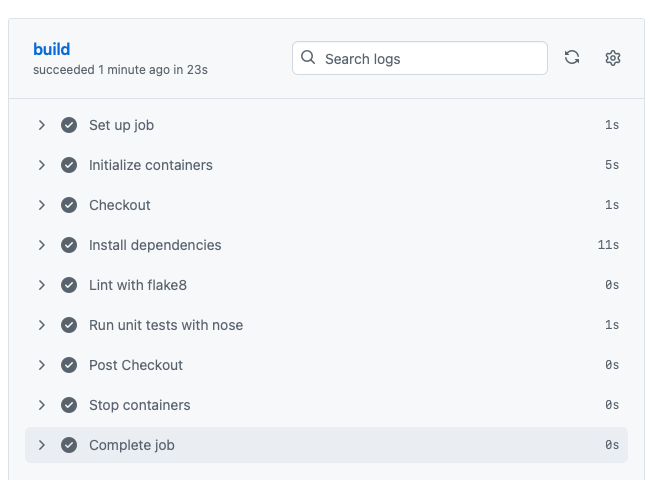 build
succeeded 1 minute ago in 23s
Search logs
Set up job 1s
Initialize containers 5s
Checkout 1s
Install dependencies 11s
Lint with flake8 0s
Run unit tests with nose 1s
Post Checkout 0s
Stop containers 0s
Complete job 0s